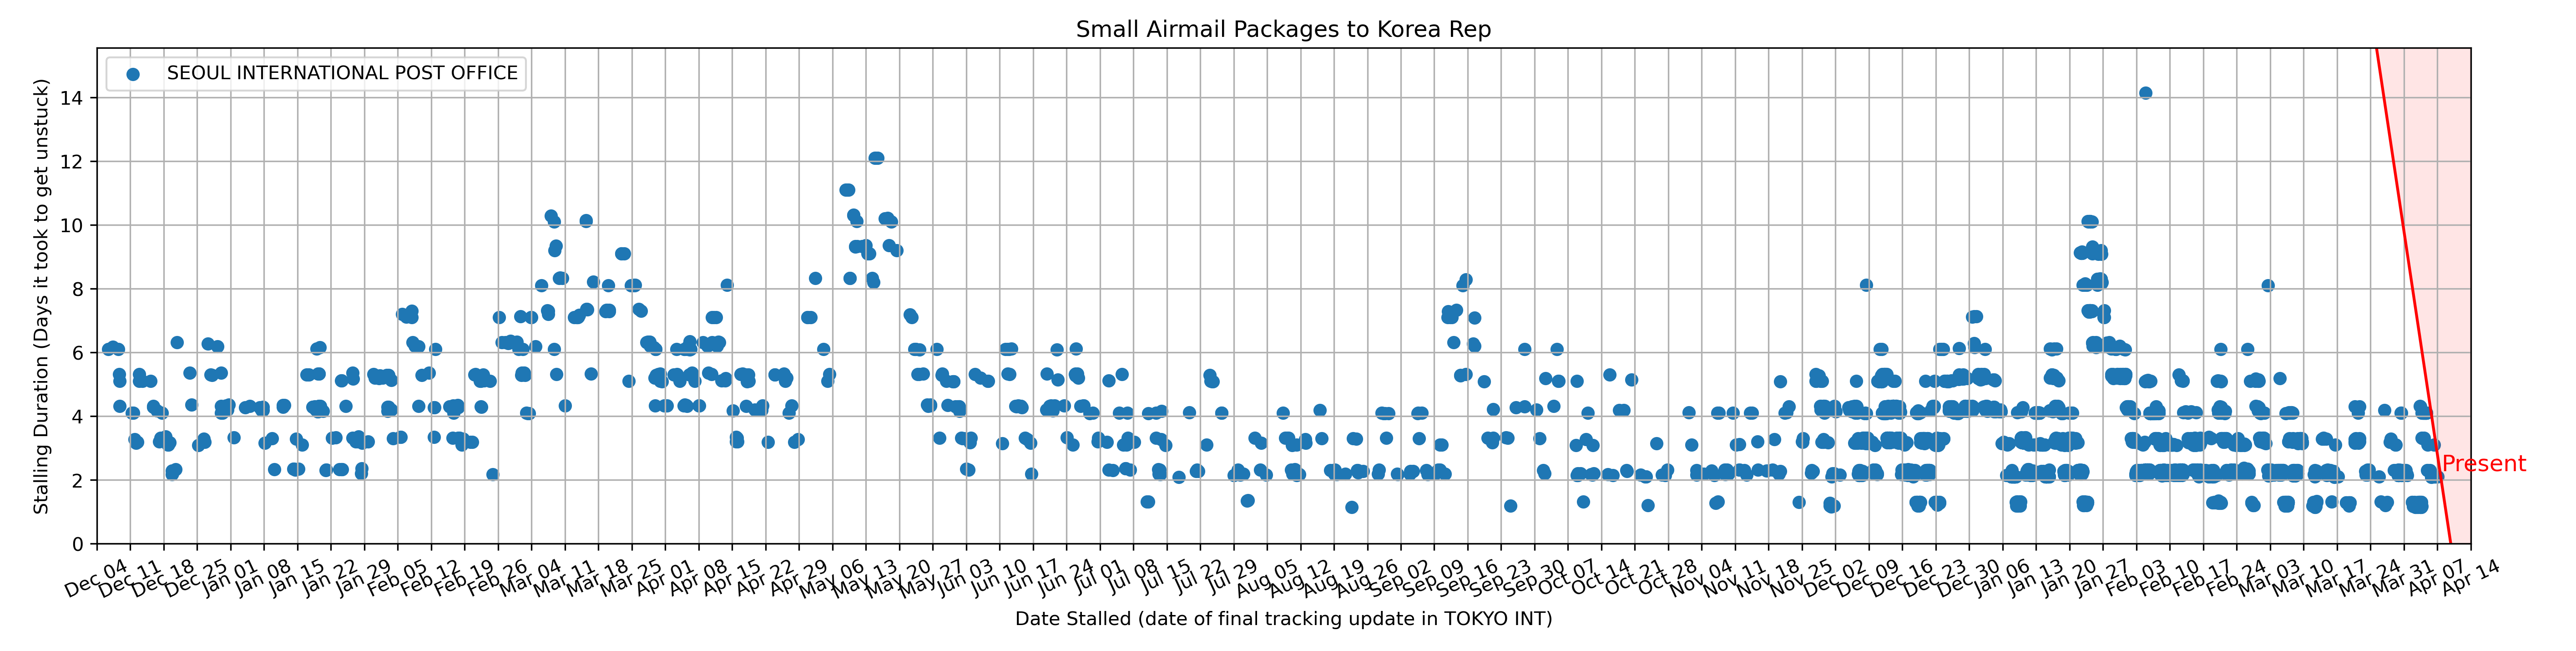 Small Airmail Packages to Korea Rep
SEOUL INTERNATIONAL POST OFFICE
Stalling Duration (Days it took to get unstuck)
14
12
10
8
6
4
2
0
Present
Dec 04 Dec 11 Dec 18 Dec 25 Jan 01 Jan 08 Jan 15 Jan 22 Jan 29 Feb 05 Feb 12 Feb 19 Feb 26 Mar 04 Mar 11 Mar 18 Mar 25 Apr 01 Apr 08 Apr 15 Apr 22 Apr 29 May 06 May 13 May 20 May 27 Jun 03 Jun 10 Jun 17 Jun 24 Jul 01 Jul 08 Jul 15 Jul 22 Jul 29 Aug 05 Aug 12 Aug 19 Aug 26 Sep 02 Sep 09 Sep 16 Sep 23 Sep 30 Oct 07 Oct 14 Oct 21 Oct 28 Nov 04 Nov 11 Nov 18 Nov 25 Dec 02 Dec 09 Dec 16 Dec 23 Dec 30 Jan 06 Jan 13 Jan 20 Jan 27 Feb 03 Feb 10 Feb 17 Feb 24 Mar 03 Mar 10 Mar 17 Mar 24 Mar 31 Apr 07 Apr 14
Date Stalled (date of final tracking update in TOKYO INT)